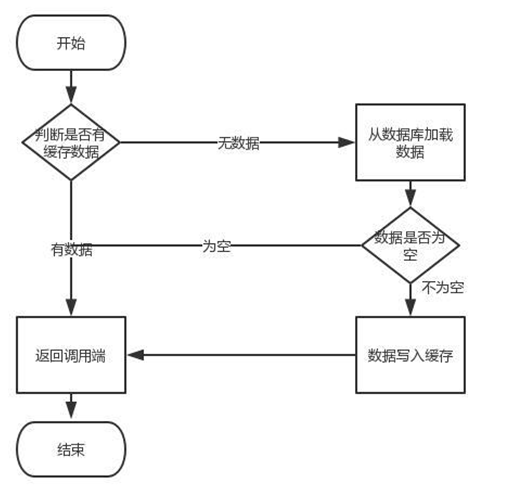 开始
判断是否有
缓存数据
无数据
从数据库加载
数据
有数据
为空
数据是否为
空
不为空
返回调用端
数据写入缓存
结束